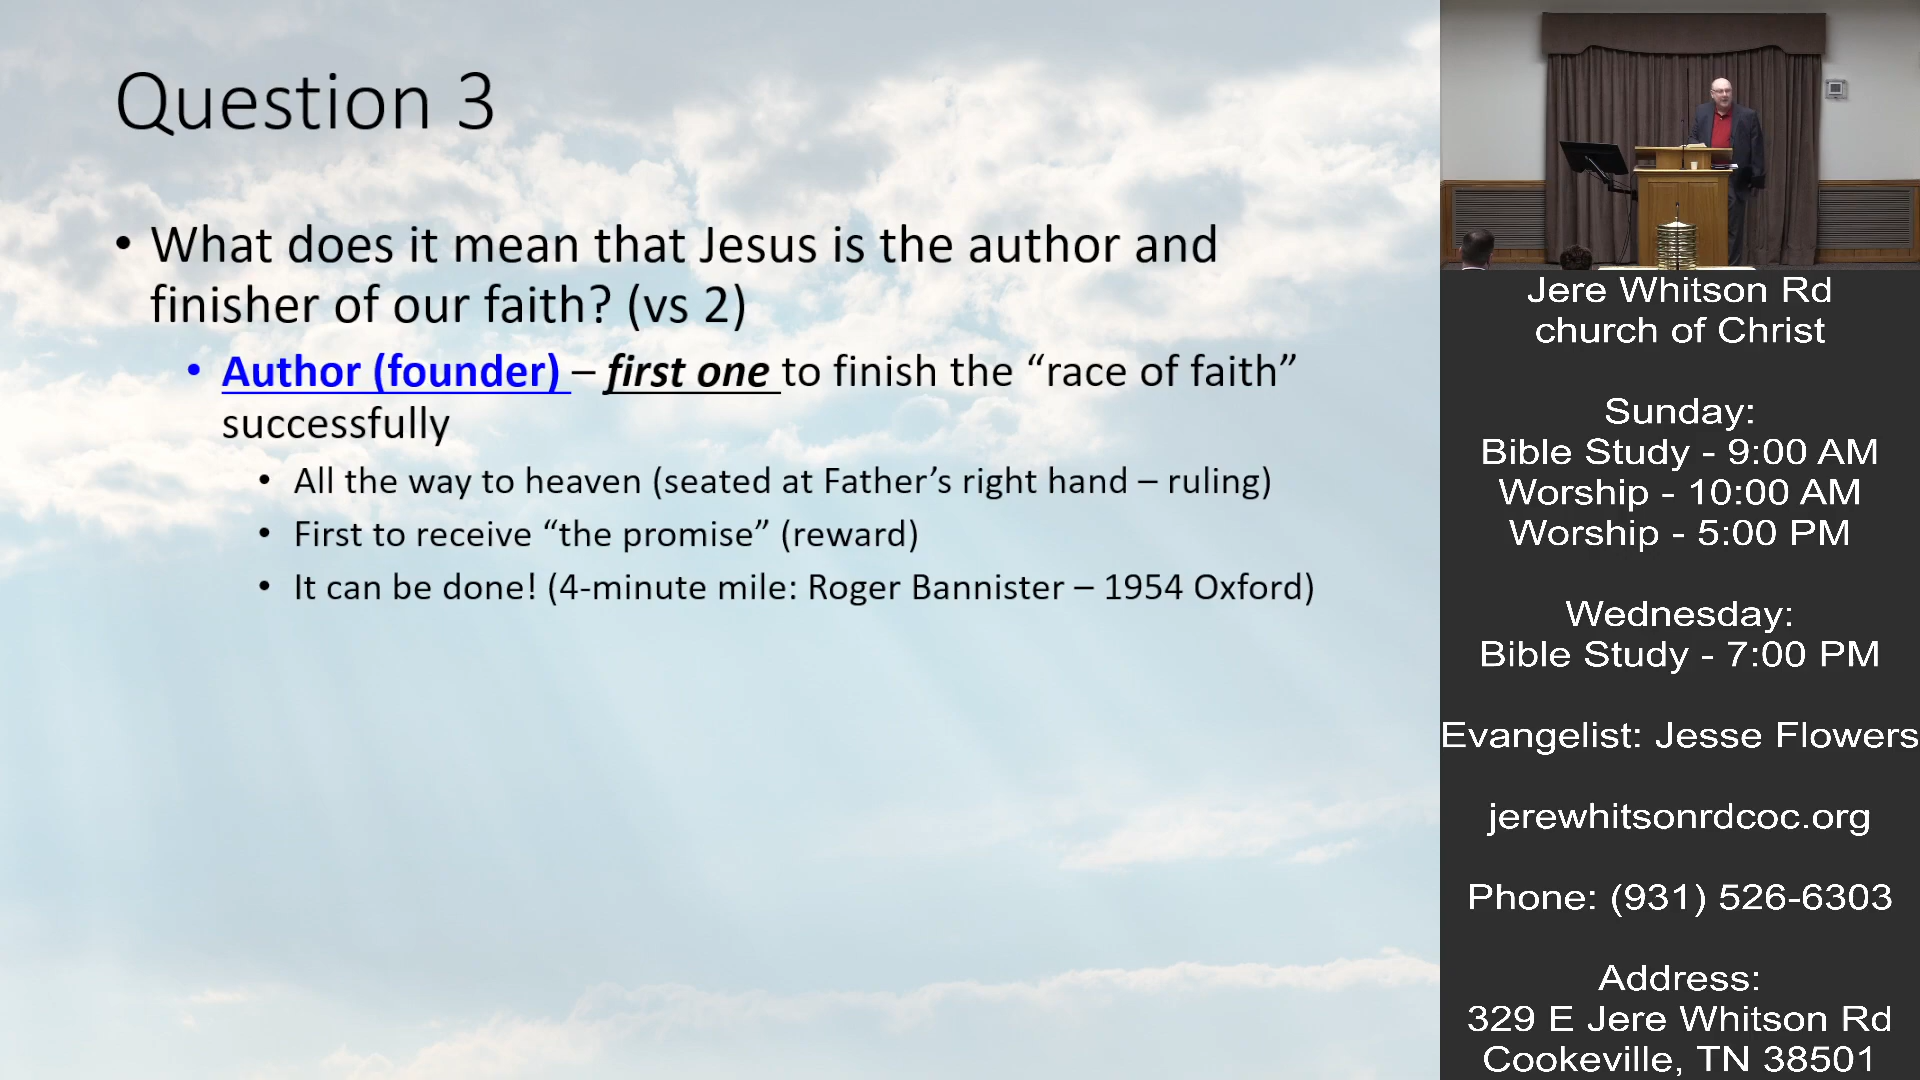 Question 3
• What does it mean that Jesus is the author and
finisher of our faith? (vs 2)
• Author (founder) – first one to finish the “race of faith”
successfully
• All the way to heaven (seated at Father’s right hand – ruling)
• First to receive “the promise” (reward)
• It can be done! (4-minute mile: Roger Bannister – 1954 Oxford)
Jere Whitson Rd
church of Christ
Sunday:
Bible Study - 9:00 AM
Worship - 10:00 AM
Worship - 5:00 PM
Wednesday:
Bible Study - 7:00 PM
Evangelist: Jesse Flowers
jerewhitsonrdcoc.org
Phone: (931) 526-6303
Address:
329 E Jere Whitson Rd
Cookeville, TN 38501